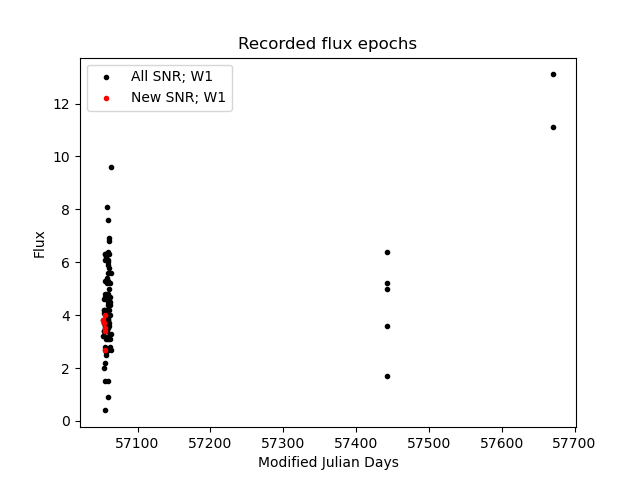 Recorded flux epochs
All SNR; W1
New SNR; W1
12
10
8
6
4
2
0
Flux
57100 57200 57300 57400 57500 57600 57700
Modified Julian Days